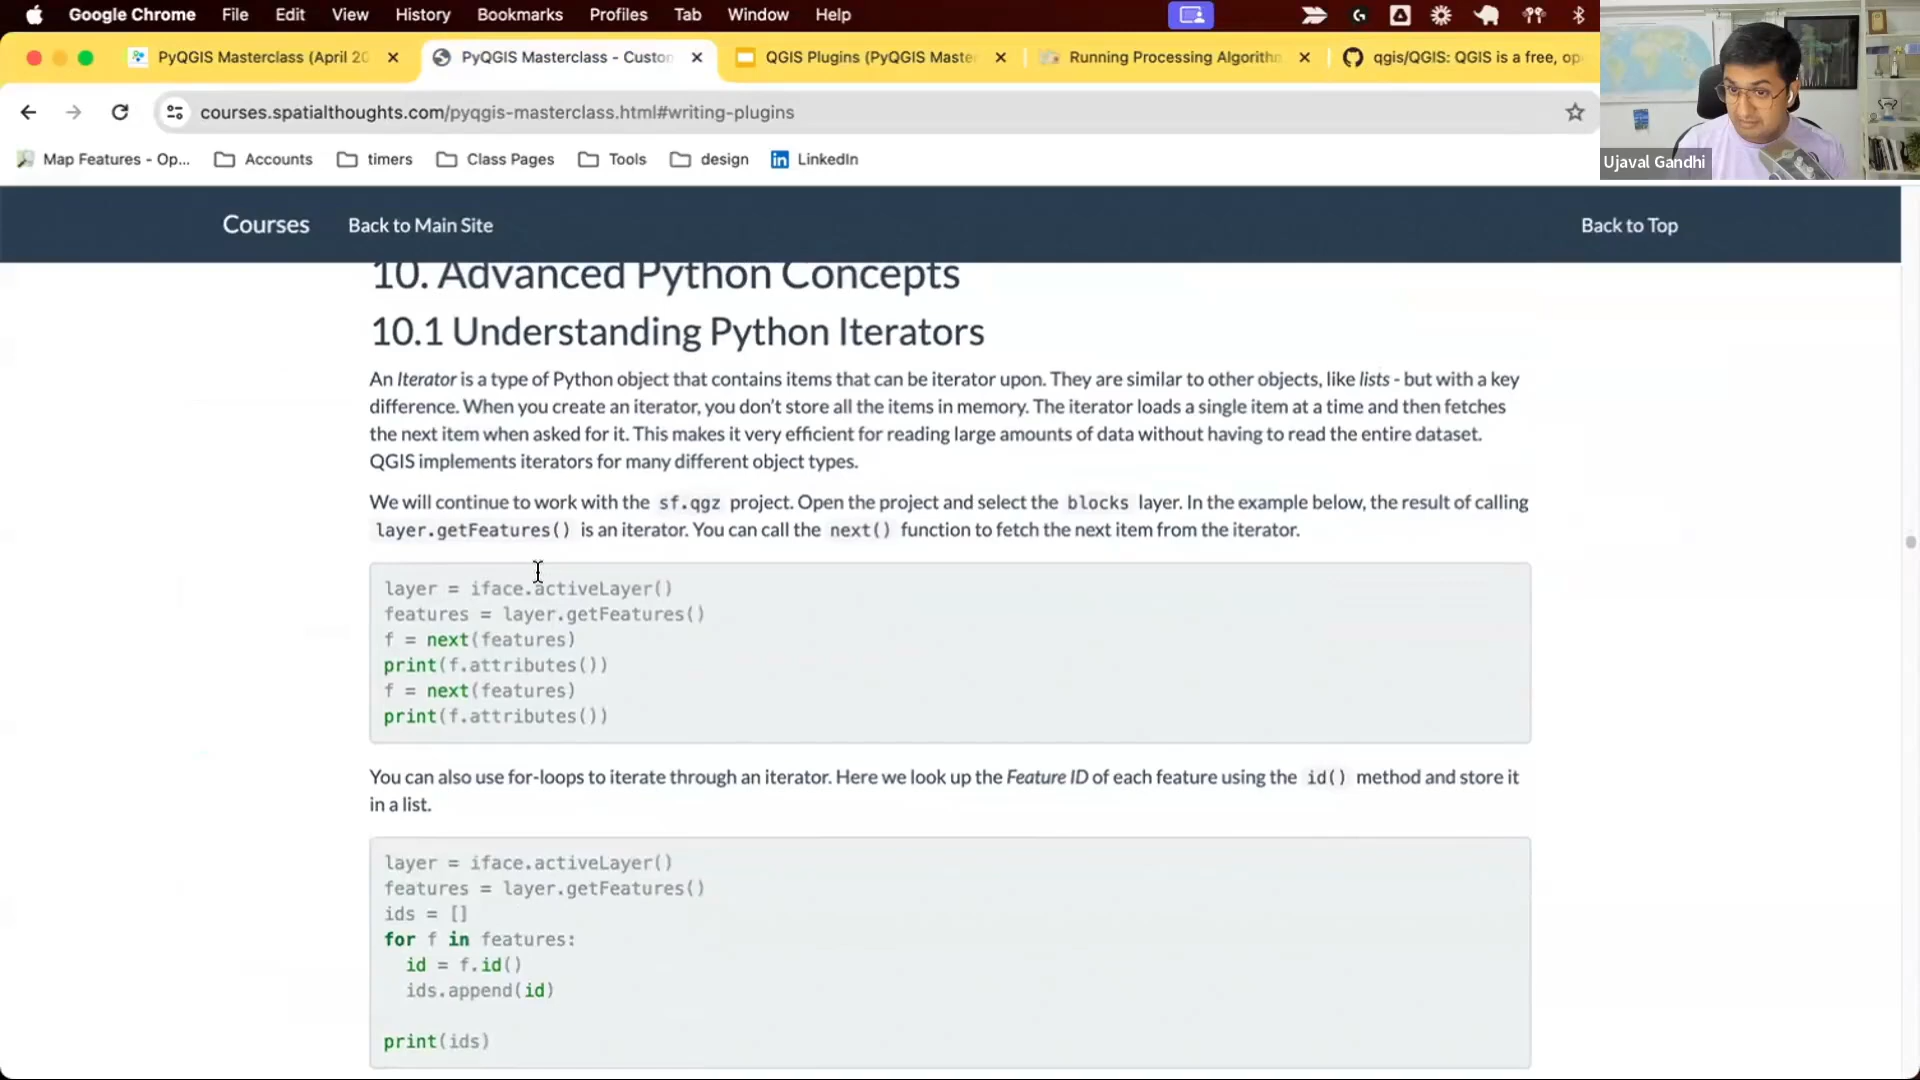 Google Chrome File Edit View History Bookmarks Profiles Tab Window Help
PyQGIS Masterclass (April 20
PyQGIS Masterclass - Custom
QGIS Plugins (PyQGIS Master
Running Processing Algorithm
qgis/QGIS: QGIS is a free, op
courses.spatialthoughts.com/pyqgis-masterclass.html#writing-plugins
Ujaval Gandhi
Map Features - Op... Accounts timers Class Pages Tools design LinkedIn
Courses Back to Main Site Back to Top
10. Advanced Python Concepts
10.1 Understanding Python Iterators
An Iterator is a type of Python object that contains items that can be iterator upon. They are similar to other objects, like lists - but with a key
difference. When you create an iterator, you don't store all the items in memory. The iterator loads a single item at a time and then fetches
the next item when asked for it. This makes it very efficient for reading large amounts of data without having to read the entire dataset.
QGIS implements iterators for many different object types.
We will continue to work with the sf.qgz project. Open the project and select the blocks layer. In the example below, the result of calling
layer.getFeatures() is an iterator. You can call the next() function to fetch the next item from the iterator.
layer = iface.activeLayer()
features = layer.getFeatures()
f = next(features)
print(f.attributes())
f = next(features)
print(f.attributes())
You can also use for-loops to iterate through an iterator. Here we look up the Feature ID of each feature using the id() method and store it
in a list.
layer = iface.activeLayer()
features = layer.getFeatures()
ids = []
for f in features:
  id = f.id()
  ids.append(id)
print(ids)